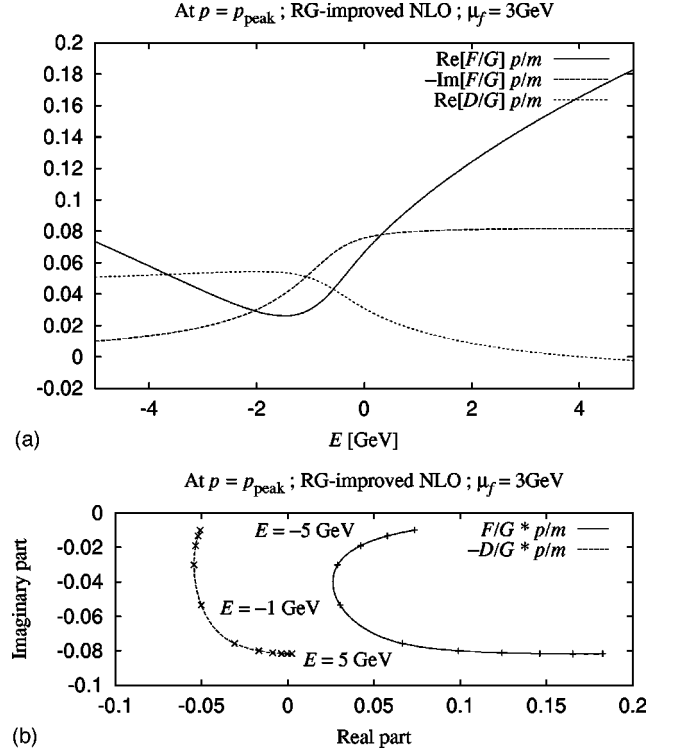 At p = p_peak ; RG-improved NLO ; μ_f = 3GeV
0.2
0.18
0.16
0.14
0.12
0.1
0.08
0.06
0.04
0.02
0
-0.02
Re[F/G] p/m
−Im[F/G] p/m
Re[D/G] p/m
-4 -2 0 2 4
(a) E [GeV]
At p = p_peak ; RG-improved NLO ; μ_f = 3GeV
0
-0.02
-0.04
-0.06
-0.08
-0.1
Imaginary part
E = −5 GeV
F/G * p/m
−D/G * p/m
E = −1 GeV
E = 5 GeV
-0.1 -0.05 0 0.05 0.1 0.15 0.2
(b) Real part